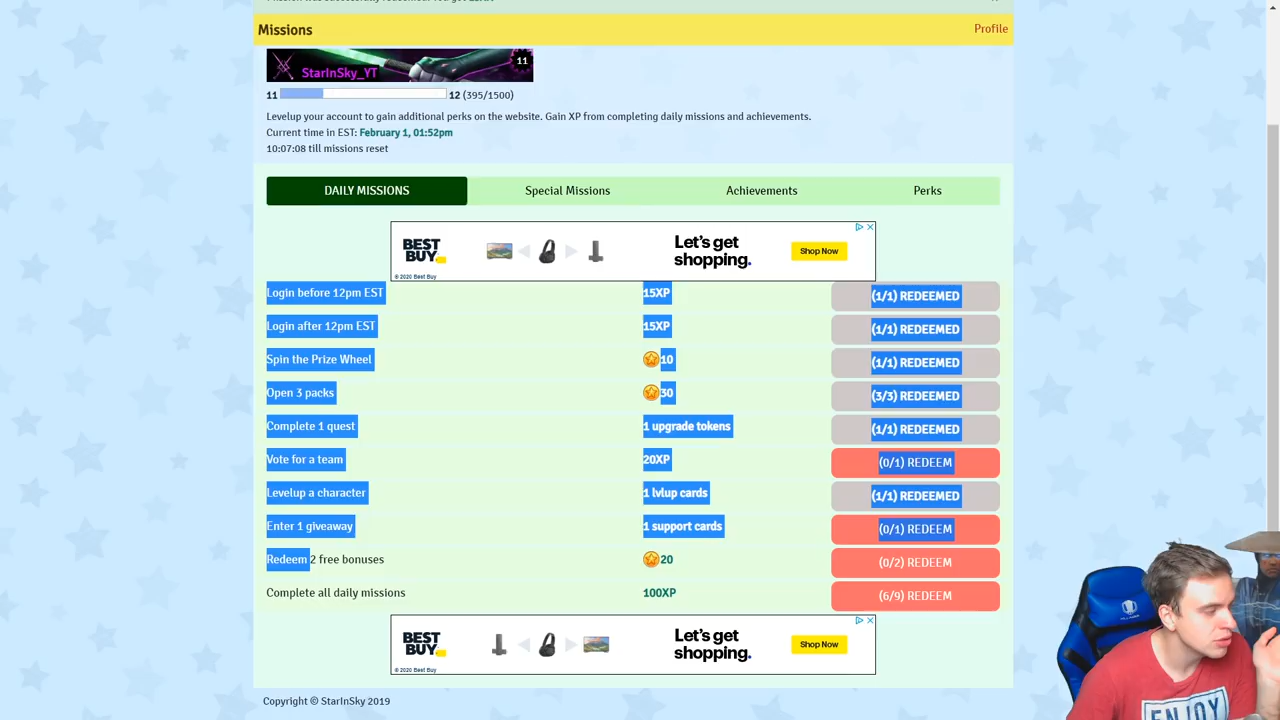 Missions
Profile
StarInSky_YT
11
11 12 (395/1500)
Levelup your account to gain additional perks on the website. Gain XP from completing daily missions and achievements.
Current time in EST: February 1, 01:52pm
10:07:08 till missions reset
DAILY MISSIONS Special Missions Achievements Perks
BEST BUY
Let's get shopping.
Shop Now
© 2020 Best Buy
Login before 12pm EST 15XP (1/1) REDEEMED
Login after 12pm EST 15XP (1/1) REDEEMED
Spin the Prize Wheel 10 (1/1) REDEEMED
Open 3 packs 30 (3/3) REDEEMED
Complete 1 quest 1 upgrade tokens (1/1) REDEEMED
Vote for a team 20XP (0/1) REDEEM
Levelup a character 1 lvlup cards (1/1) REDEEMED
Enter 1 giveaway 1 support cards (0/1) REDEEM
Redeem 2 free bonuses 20 (0/2) REDEEM
Complete all daily missions 100XP (6/9) REDEEM
BEST BUY
Let's get shopping.
Shop Now
© 2020 Best Buy
Copyright © StarInSky 2019
ENJOY